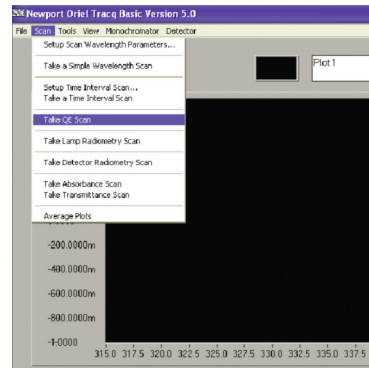 Newport Oriel Tracq Basic Version 5.0
File Scan Tools View Monochromator Detector
Setup Scan Wavelength Parameters...
Take a Simple Wavelength Scan
Setup Time Interval Scan...
Take a Time Interval Scan
Take QE Scan
Take Lamp Radiometry Scan
Take Detector Radiometry Scan
Take Absorbance Scan
Take Transmittance Scan
Average Plots
Plot 1
-200.0000m
-400.0000m
-600.0000m
-800.0000m
-1.0000
315.0 317.5 320.0 322.5 325.0 327.5 330.0 332.5 335.0 337.5